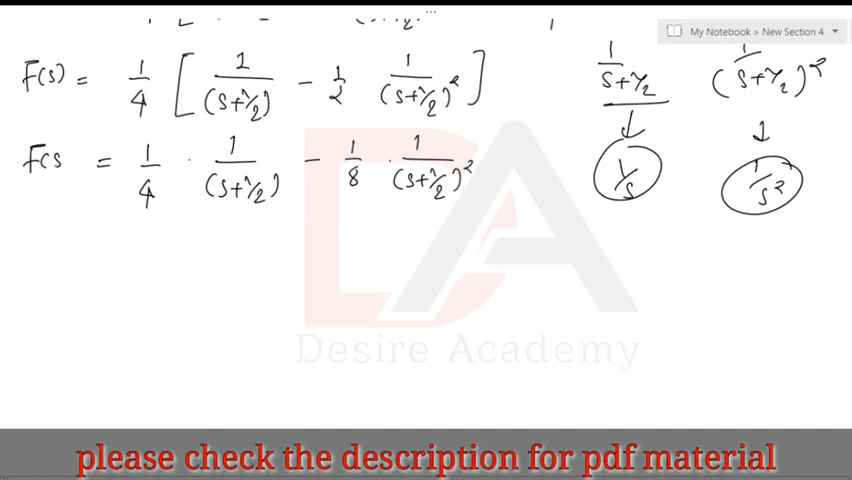 My Notebook > New Section 4
F(s) = 1/4 [ 1/(s+1/2) - 1/2 1/(s+1/2)² ]
1/(s+1/2) 1/(s+1/2)²
F(s = 1/4 · 1/(s+1/2) - 1/8 · 1/(s+1/2)²
1/s 1/s²
DA
Desire Academy
please check the description for pdf material